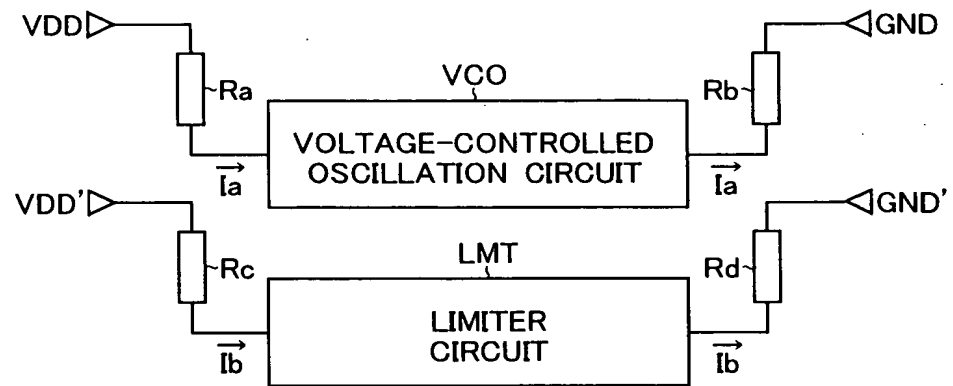 VDD
GND
VCO
Ra
Rb
VOLTAGE-CONTROLLED
OSCILLATION CIRCUIT
Ia
Ia
VDD'
GND'
LMT
Rc
Rd
LIMITER
CIRCUIT
Ib
Ib